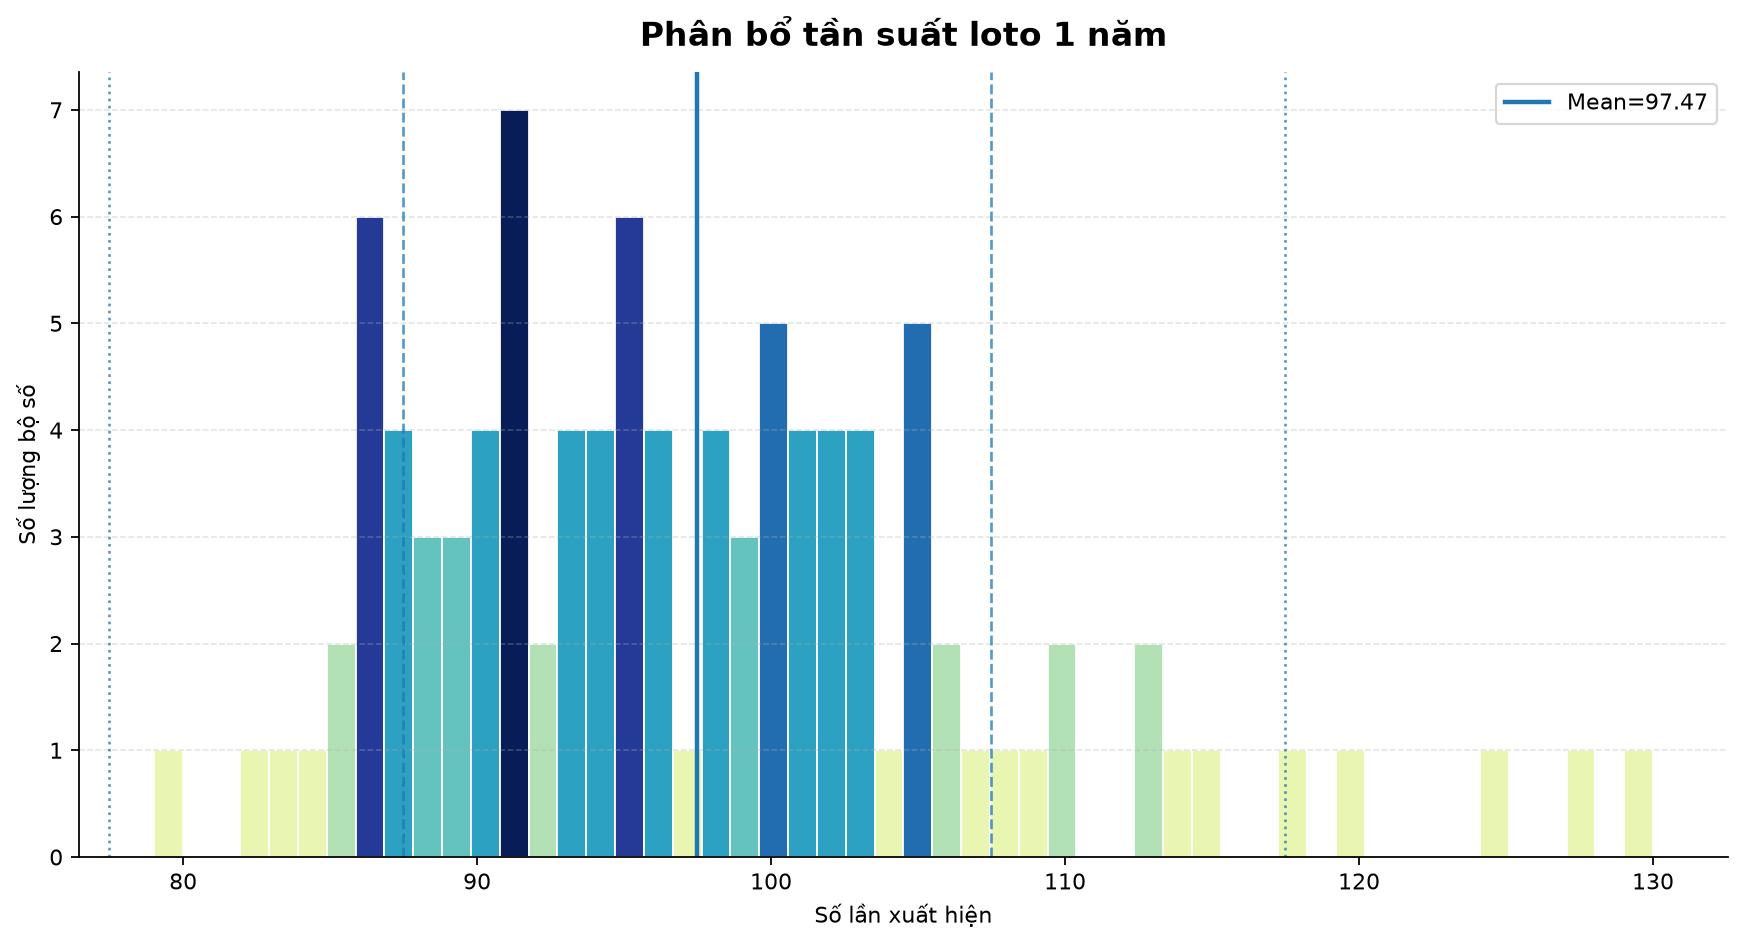 Phân bổ tần suất loto 1 năm
Mean=97.47
Số lượng bộ số
7
6
5
4
3
2
1
0
80 90 100 110 120 130
Số lần xuất hiện